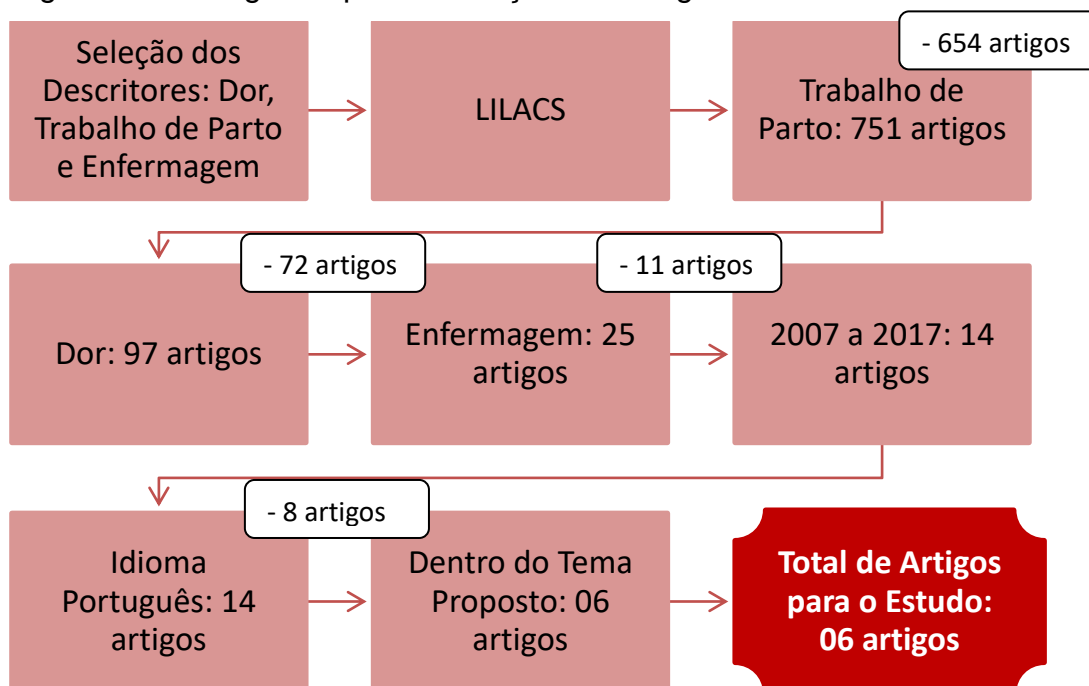 Seleção dos
Descritores: Dor,
Trabalho de Parto
e Enfermagem
LILACS
- 654 artigos
Trabalho de
Parto: 751 artigos
Dor: 97 artigos
- 72 artigos
Enfermagem: 25
artigos
- 11 artigos
2007 a 2017: 14
artigos
Idioma
Português: 14
artigos
- 8 artigos
Dentro do Tema
Proposto: 06
artigos
Total de Artigos
para o Estudo:
06 artigos